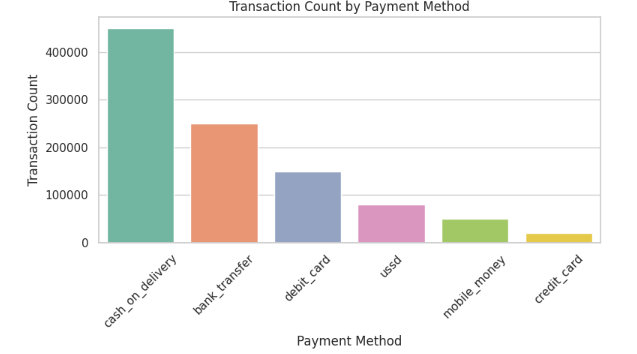 Transaction Count by Payment Method
Transaction Count
400000
300000
200000
100000
0
cash_on_delivery
bank_transfer
debit_card
ussd
mobile_money
credit_card
Payment Method